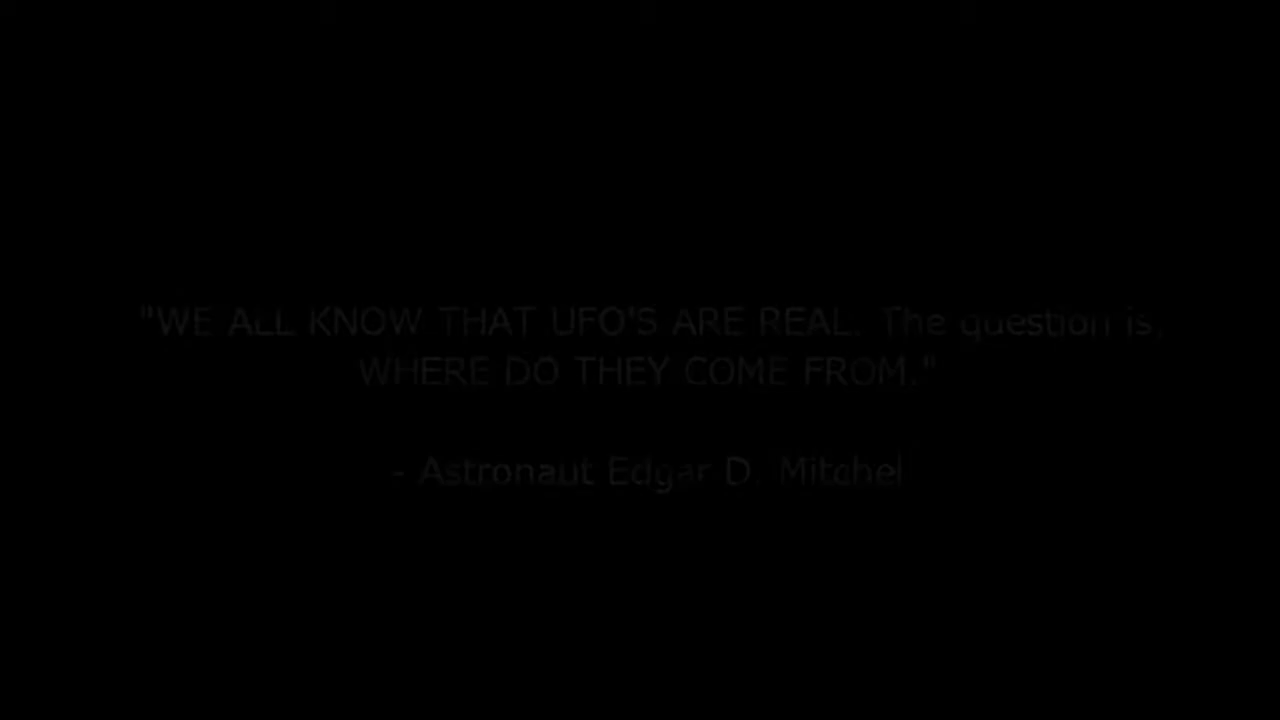 "WE ALL KNOW THAT UFO'S ARE REAL. The question is,
WHERE DO THEY COME FROM."
- Astronaut Edgar D. Mitchel